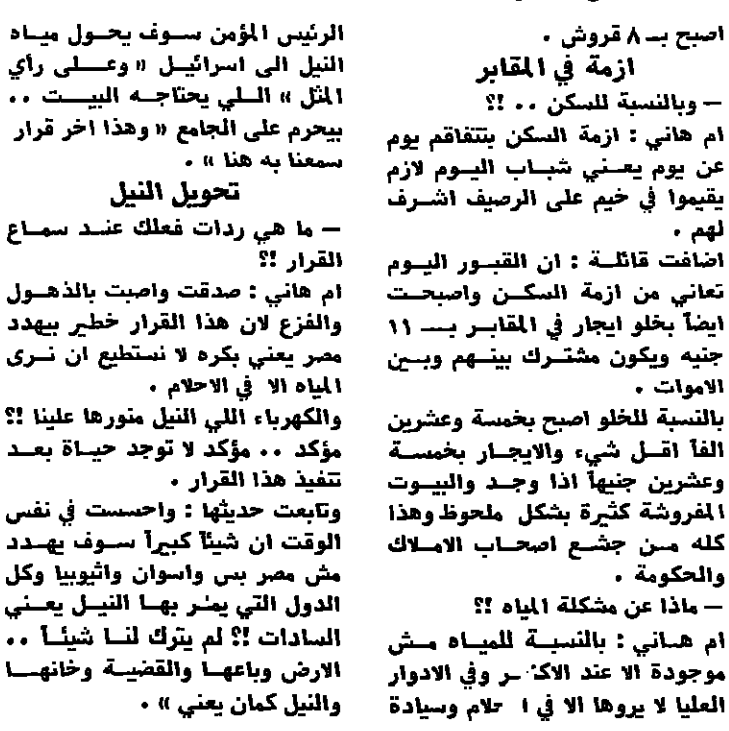 اصبح بـ ٨ قروش .
ازمة في المقابر
— وبالنسبة للسكن .. !؟
ام هاني : ازمة السكن بتتفاقم يوم
عن يوم يعني شباب اليوم لازم
يقيموا في خيم على الرصيف اشرف
لهم .
اضافت قائلة : ان القبور اليوم
تعاني من ازمة السكن واصبحت
ايضاً بخلو ايجار في المقابر بـ ١١
جنيه ويكون مشترك بينهم وبين
الاموات .
بالنسبة للخلو اصبح بخمسة وعشرين
الفاً اقل شيء والايجار بخمسة
وعشرين جنيهاً اذا وجد والبيوت
المفروشة كثيرة بشكل ملحوظ وهذا
كله من جشع اصحاب الاملاك
والحكومة .
— ماذا عن مشكلة المياه !؟
ام هاني : بالنسبة للمياه مش
موجودة الا عند الاكثر وفي الادوار
العليا لا يروها الا في ا حلام وسيادة
الرئيس المؤمن سوف يحول مياه
النيل الى اسرائيل « وعلى رأي
المثل » اللي يحتاجه البيت ..
بيحرم على الجامع « وهذا اخر قرار
سمعنا به هنا » .
تحويل النيل
— ما هي ردات فعلك عند سماع
القرار !؟
ام هاني : صدقت واصبت بالذهول
والفزع لان هذا القرار خطير بيهدد
مصر يعني بكره لا نستطيع ان نرى
المياه الا في الاحلام .
والكهرباء اللي النيل منورها علينا !؟
مؤكد .. مؤكد لا توجد حياة بعد
تنفيذ هذا القرار .
وتابعت حديثها : واحسست في نفس
الوقت ان شيئاً كبيراً سوف يهدد
مش مصر بس واسوان واثيوبيا وكل
الدول التي يمر بها النيل يعني
السادات !؟ لم يترك لنا شيئاً ..
الارض وباعها والقضية وخانها
والنيل كمان يعني » .